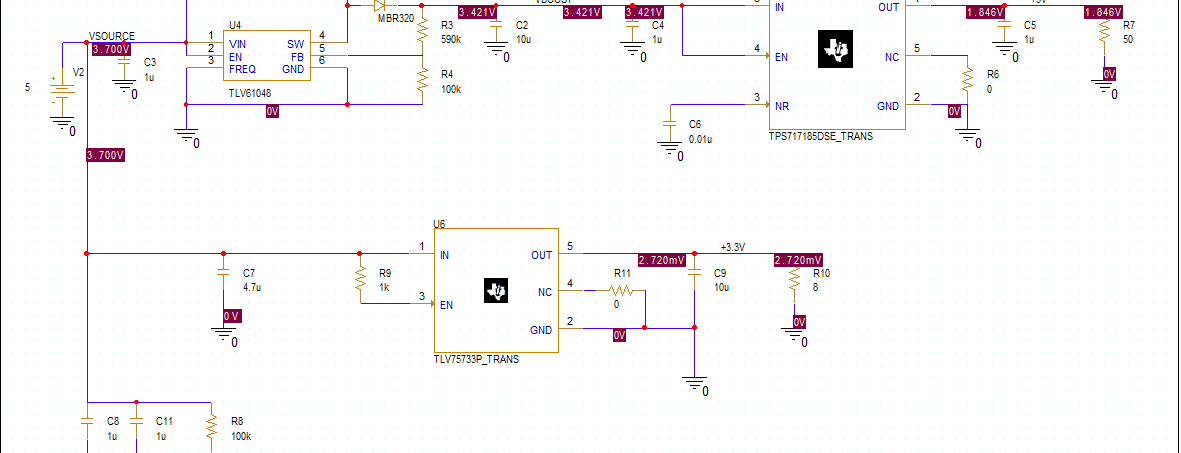 3.421V
3.421V
3.421V
IN
OUT
1.846V
1.846V
MBR320
U4
R3
590k
C2
10u
C4
1u
C5
1u
R7
50
VSOURCE
3.700V
1
2
3
VIN
EN
FREQ
SW
FB
GND
4
5
6
C3
1u
0
0
4
EN
NC
5
0
V2
5
R4
100k
R6
0
0V
0
0
TLV61048
0V
3
NR
GND
2
0V
0
C6
0.01u
0
TPS717185DSE_TRANS
0
0
3.700V
U6
1
IN
OUT
5
+3.3V
2.720mV
2.720mV
C7
4.7u
R9
1k
R11
0
C9
10u
R10
8
NC
4
3
EN
0V
GND
2
0V
0V
0
0
TLV75733P_TRANS
0
C8
1u
C11
1u
R8
100k